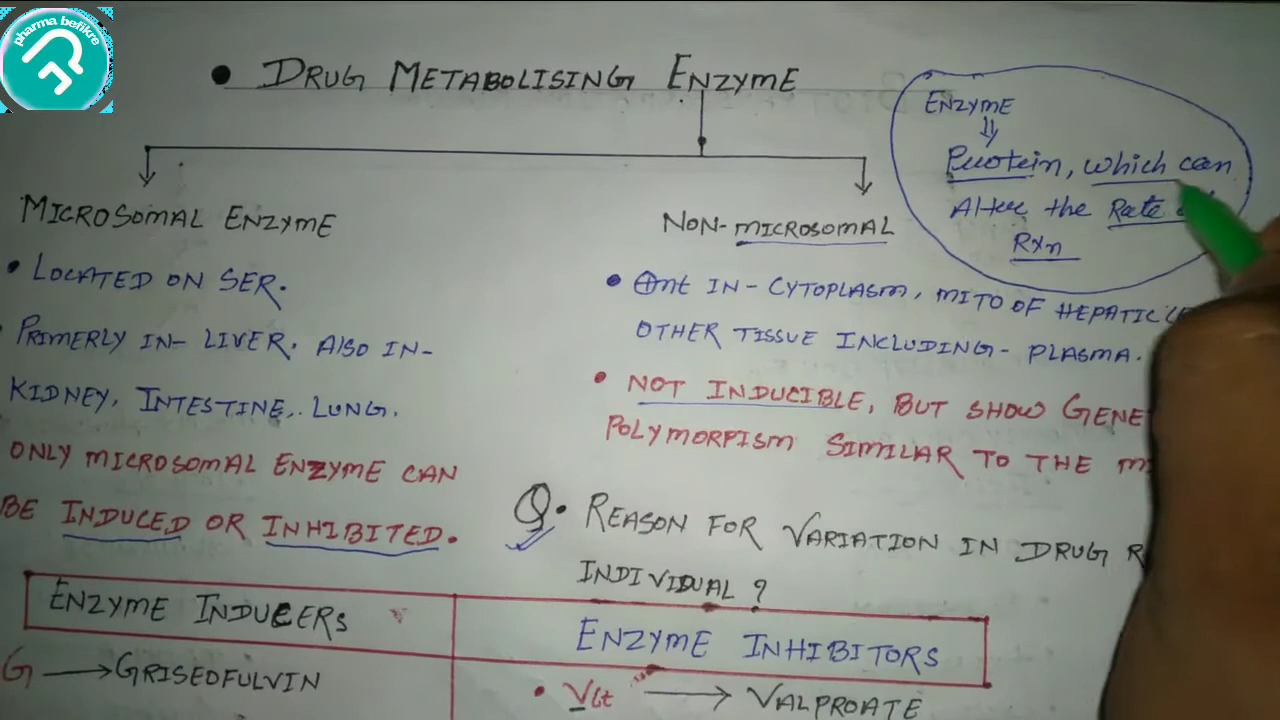 pharma befikre
• DRUG METABOLISING ENZYME
ENZYME
⇓
Protein, which can
Alter the Rate
Rxn
MICROSOMAL ENZYME
• LOCATED ON SER.
PRIMERLY IN- LIVER. ALSO IN-
KIDNEY, INTESTINE, LUNG.
ONLY MICROSOMAL ENZYME CAN
BE INDUCED OR INHIBITED.
NON-MICROSOMAL
• IN- CYTOPLASM, MITO OF HEPATIC
OTHER TISSUE INCLUDING- PLASMA.
• NOT INDUCIBLE, BUT SHOW GENE
POLYMORPISM SIMILAR TO THE M
Q. REASON FOR VARIATION IN DRUG R
INDIVIDUAL ?
ENZYME INDUCERS
ENZYME INHIBITORS
G → GRISEOFULVIN
• → VALPROATE